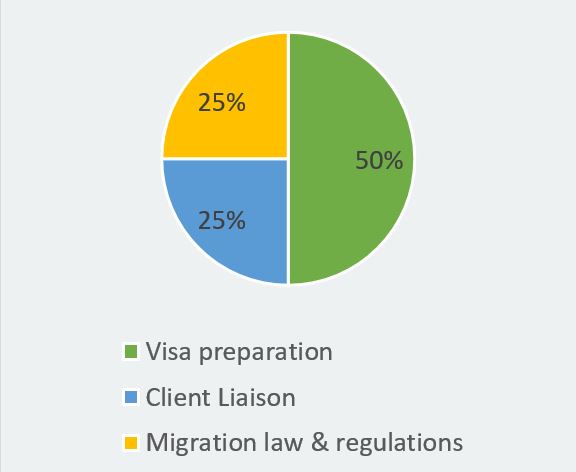 25%
50%
25%
Visa preparation
Client Liaison
Migration law & regulations